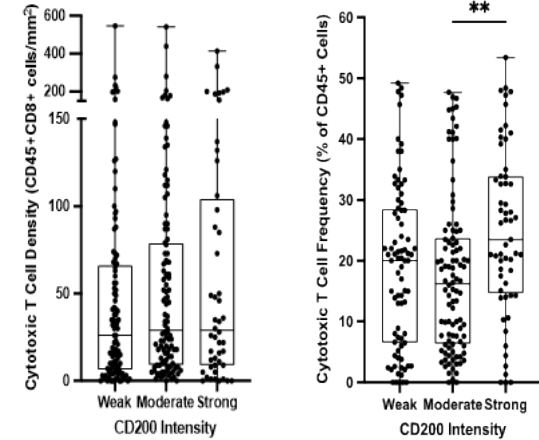 Cytotoxic T Cell Density (CD45+CD8+ cells/mm²)
600
400
200
150
100
50
0
Weak Moderate Strong
CD200 Intensity
**
Cytotoxic T Cell Frequency (% of CD45+ Cells)
60
50
40
30
20
10
0
Weak Moderate Strong
CD200 Intensity